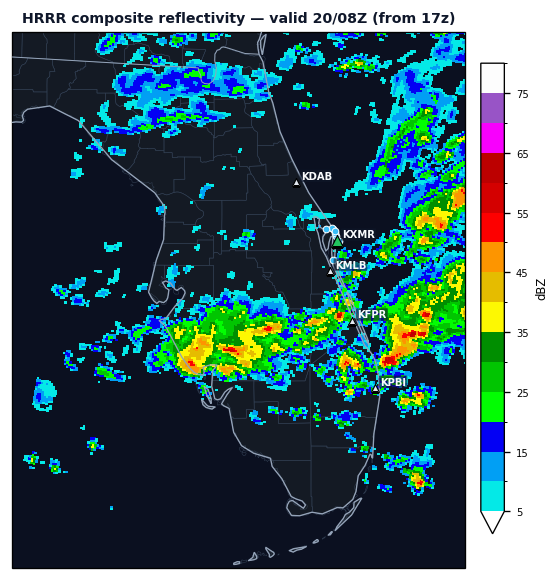 HRRR composite reflectivity — valid 20/08Z (from 17z)
KDAB
KXMR
KMLB
KFPR
KPBI
75
65
55
45
35
25
15
5
dBZ